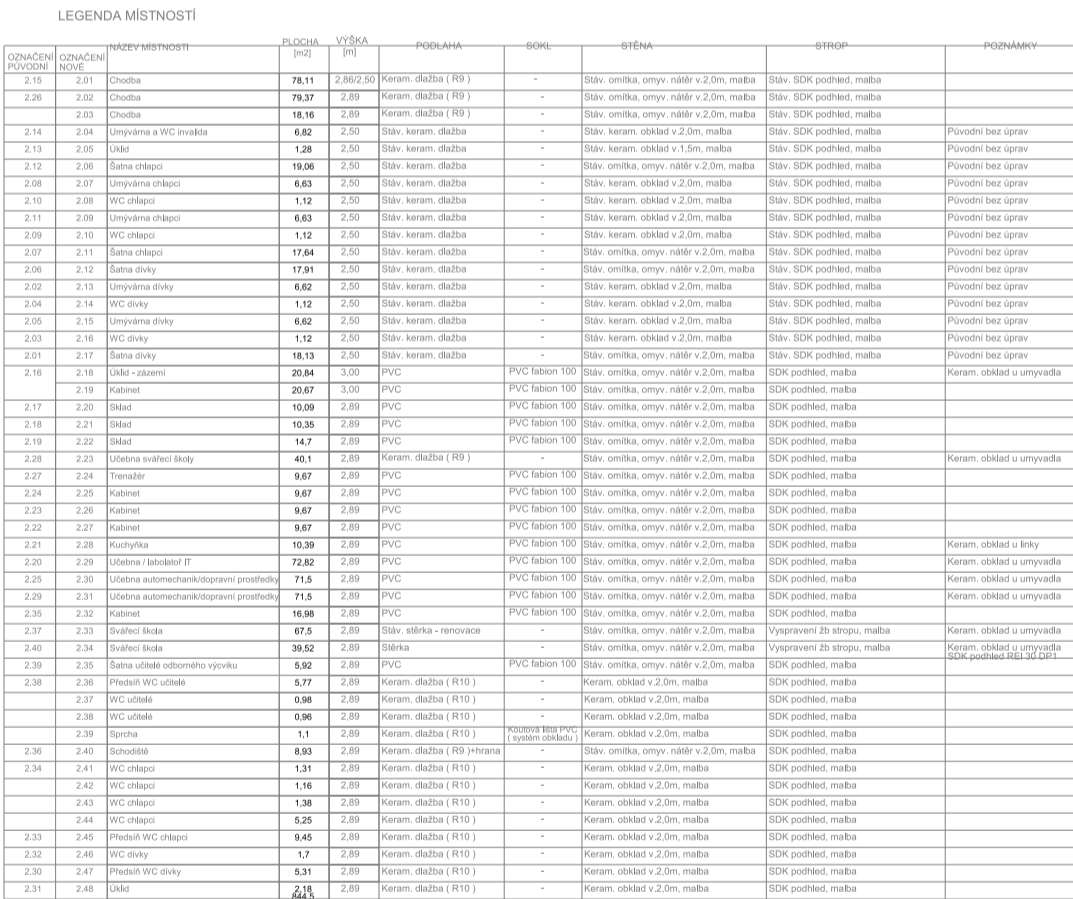 LEGENDA MÍSTNOSTÍ
OZNAČENÍ PŮVODNÍ OZNAČENÍ NOVÉ NÁZEV MÍSTNOSTI PLOCHA [m2] VÝŠKA [m] PODLAHA SOKL STĚNA STROP POZNÁMKY
2.15 2.01 Chodba 78,11 2,86/2,50 Keram. dlažba ( R9 ) - Stáv. omítka, omyv. nátěr v.2,0m, malba Stáv. SDK podhled, malba
2.26 2.02 Chodba 79,37 2,89 Keram. dlažba ( R9 ) - Stáv. omítka, omyv. nátěr v.2,0m, malba Stáv. SDK podhled, malba
2.03 Chodba 18,16 2,89 Keram. dlažba ( R9 ) - Stáv. omítka, omyv. nátěr v.2,0m, malba Stáv. SDK podhled, malba
2.14 2.04 Umývárna a WC invalida 6,82 2,50 Stáv. keram. dlažba - Stáv. keram. obklad v.2,0m, malba Stáv. SDK podhled, malba Původní bez úprav
2.13 2.05 Úklid 1,28 2,50 Stáv. keram. dlažba - Stáv. keram. obklad v.1,5m, malba Stáv. SDK podhled, malba Původní bez úprav
2.12 2.06 Šatna chlapci 19,06 2,50 Stáv. keram. dlažba - Stáv. omítka, omyv. nátěr v.2,0m, malba Stáv. SDK podhled, malba Původní bez úprav
2.08 2.07 Umývárna chlapci 6,63 2,50 Stáv. keram. dlažba - Stáv. keram. obklad v.2,0m, malba Stáv. SDK podhled, malba Původní bez úprav
2.10 2.08 WC chlapci 1,12 2,50 Stáv. keram. dlažba - Stáv. keram. obklad v.2,0m, malba Stáv. SDK podhled, malba Původní bez úprav
2.11 2.09 Umývárna chlapci 6,63 2,50 Stáv. keram. dlažba - Stáv. keram. obklad v.2,0m, malba Stáv. SDK podhled, malba Původní bez úprav
2.09 2.10 WC chlapci 1,12 2,50 Stáv. keram. dlažba - Stáv. keram. obklad v.2,0m, malba Stáv. SDK podhled, malba Původní bez úprav
2.07 2.11 Šatna chlapci 17,64 2,50 Stáv. keram. dlažba - Stáv. omítka, omyv. nátěr v.2,0m, malba Stáv. SDK podhled, malba Původní bez úprav
2.06 2.12 Šatna dívky 17,91 2,50 Stáv. keram. dlažba - Stáv. omítka, omyv. nátěr v.2,0m, malba Stáv. SDK podhled, malba Původní bez úprav
2.02 2.13 Umývárna dívky 6,62 2,50 Stáv. keram. dlažba - Stáv. keram. obklad v.2,0m, malba Stáv. SDK podhled, malba Původní bez úprav
2.04 2.14 WC dívky 1,12 2,50 Stáv. keram. dlažba - Stáv. keram. obklad v.2,0m, malba Stáv. SDK podhled, malba Původní bez úprav
2.05 2.15 Umývárna dívky 6,62 2,50 Stáv. keram. dlažba - Stáv. keram. obklad v.2,0m, malba Stáv. SDK podhled, malba Původní bez úprav
2.03 2.16 WC dívky 1,12 2,50 Stáv. keram. dlažba - Stáv. keram. obklad v.2,0m, malba Stáv. SDK podhled, malba Původní bez úprav
2.01 2.17 Šatna dívky 18,13 2,50 Stáv. keram. dlažba - Stáv. omítka, omyv. nátěr v.2,0m, malba Stáv. SDK podhled, malba Původní bez úprav
2.16 2.18 Úklid - zázemí 20,84 3,00 PVC PVC fabion 100 Stáv. omítka, omyv. nátěr v.2,0m, malba SDK podhled, malba Keram. obklad u umyvadla
2.19 Kabinet 20,67 3,00 PVC PVC fabion 100 Stáv. omítka, omyv. nátěr v.2,0m, malba SDK podhled, malba
2.17 2.20 Sklad 10,09 2,89 PVC PVC fabion 100 Stáv. omítka, omyv. nátěr v.2,0m, malba SDK podhled, malba
2.18 2.21 Sklad 10,35 2,89 PVC PVC fabion 100 Stáv. omítka, omyv. nátěr v.2,0m, malba SDK podhled, malba
2.19 2.22 Sklad 14,7 2,89 PVC PVC fabion 100 Stáv. omítka, omyv. nátěr v.2,0m, malba SDK podhled, malba
2.28 2.23 Učebna svářecí školy 40,1 2,89 Keram. dlažba ( R9 ) - Stáv. omítka, omyv. nátěr v.2,0m, malba SDK podhled, malba Keram. obklad u umyvadla
2.27 2.24 Trenažér 9,67 2,89 PVC PVC fabion 100 Stáv. omítka, omyv. nátěr v.2,0m, malba SDK podhled, malba
2.24 2.25 Kabinet 9,67 2,89 PVC PVC fabion 100 Stáv. omítka, omyv. nátěr v.2,0m, malba SDK podhled, malba
2.23 2.26 Kabinet 9,67 2,89 PVC PVC fabion 100 Stáv. omítka, omyv. nátěr v.2,0m, malba SDK podhled, malba
2.22 2.27 Kabinet 9,67 2,89 PVC PVC fabion 100 Stáv. omítka, omyv. nátěr v.2,0m, malba SDK podhled, malba
2.21 2.28 Kuchyňka 10,39 2,89 PVC PVC fabion 100 Stáv. omítka, omyv. nátěr v.2,0m, malba SDK podhled, malba Keram. obklad u linky
2.20 2.29 Učebna / labolatoř IT 72,82 2,89 PVC PVC fabion 100 Stáv. omítka, omyv. nátěr v.2,0m, malba SDK podhled, malba Keram. obklad u umyvadla
2.25 2.30 Učebna automechanik/dopravní prostředky 71,5 2,89 PVC PVC fabion 100 Stáv. omítka, omyv. nátěr v.2,0m, malba SDK podhled, malba Keram. obklad u umyvadla
2.29 2.31 Učebna automechanik/dopravní prostředky 71,5 2,89 PVC PVC fabion 100 Stáv. omítka, omyv. nátěr v.2,0m, malba SDK podhled, malba Keram. obklad u umyvadla
2.35 2.32 Kabinet 16,98 2,89 PVC PVC fabion 100 Stáv. omítka, omyv. nátěr v.2,0m, malba SDK podhled, malba
2.37 2.33 Svářecí škola 67,5 2,89 Stáv. stěrka - renovace - Stáv. omítka, omyv. nátěr v.2,0m, malba Vyspravení žb stropu, malba Keram. obklad u umyvadla
2.40 2.34 Svářecí škola 39,52 2,89 Stěrka - Stáv. omítka, omyv. nátěr v.2,0m, malba Vyspravení žb stropu, malba Keram. obklad u umyvadla
SDK podhled REI 30 DP1
2.39 2.35 Šatna učitelé odborného výcviku 5,92 2,89 PVC PVC fabion 100 Stáv. omítka, omyv. nátěr v.2,0m, malba SDK podhled, malba
2.38 2.36 Předsíň WC učitelé 5,77 2,89 Keram. dlažba ( R10 ) - Keram. obklad v.2,0m, malba SDK podhled, malba
2.37 WC učitelé 0,98 2,89 Keram. dlažba ( R10 ) - Keram. obklad v.2,0m, malba SDK podhled, malba
2.38 WC učitelé 0,96 2,89 Keram. dlažba ( R10 ) - Keram. obklad v.2,0m, malba SDK podhled, malba
2.39 Sprcha 1,1 2,89 Keram. dlažba ( R10 ) Koutová lišta PVC ( systém obkladu ) Keram. obklad v.2,0m, malba SDK podhled, malba
2.36 2.40 Schodiště 8,93 2,89 Keram. dlažba ( R9 )+hrana - Stáv. omítka, omyv. nátěr v.2,0m, malba SDK podhled, malba
2.34 2.41 WC chlapci 1,31 2,89 Keram. dlažba ( R10 ) - Keram. obklad v.2,0m, malba SDK podhled, malba
2.42 WC chlapci 1,16 2,89 Keram. dlažba ( R10 ) - Keram. obklad v.2,0m, malba SDK podhled, malba
2.43 WC chlapci 1,38 2,89 Keram. dlažba ( R10 ) - Keram. obklad v.2,0m, malba SDK podhled, malba
2.44 WC chlapci 5,25 2,89 Keram. dlažba ( R10 ) - Keram. obklad v.2,0m, malba SDK podhled, malba
2.33 2.45 Předsíň WC chlapci 9,45 2,89 Keram. dlažba ( R10 ) - Keram. obklad v.2,0m, malba SDK podhled, malba
2.32 2.46 WC dívky 1,7 2,89 Keram. dlažba ( R10 ) - Keram. obklad v.2,0m, malba SDK podhled, malba
2.30 2.47 Předsíň WC dívky 5,31 2,89 Keram. dlažba ( R10 ) - Keram. obklad v.2,0m, malba SDK podhled, malba
2.31 2.48 Úklid 2,18 2,89 Keram. dlažba ( R10 ) - Keram. obklad v.2,0m, malba SDK podhled, malba
844,5